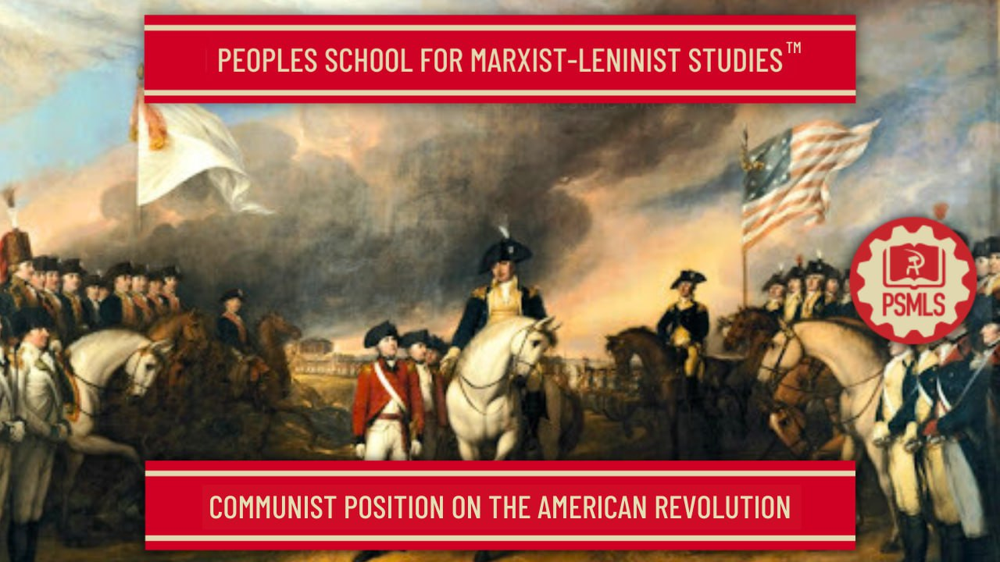 PEOPLES SCHOOL FOR MARXIST-LENINIST STUDIES™
PSMLS
COMMUNIST POSITION ON THE AMERICAN REVOLUTION